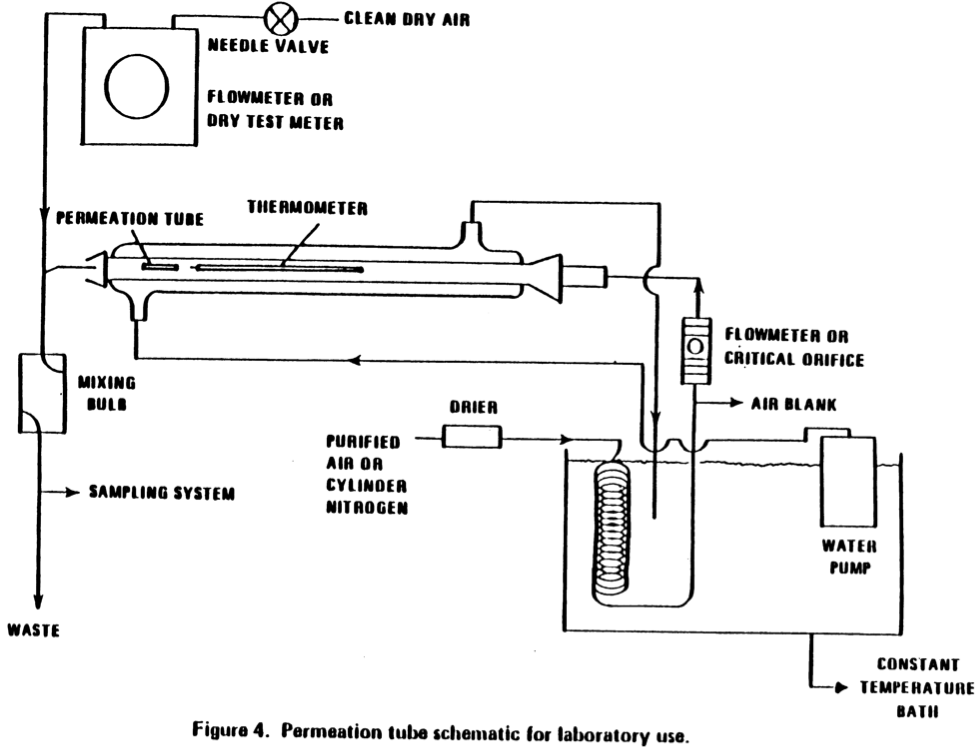 CLEAN DRY AIR
NEEDLE VALVE
FLOWMETER OR
DRY TEST METER
THERMOMETER
PERMEATION TUBE
FLOWMETER OR
CRITICAL ORIFICE
MIXING
BULB
AIR BLANK
DRIER
PURIFIED
AIR OR
CYLINDER
NITROGEN
SAMPLING SYSTEM
WATER
PUMP
WASTE
CONSTANT
TEMPERATURE
BATH
Figure 4. Permeation tube schematic for laboratory use.